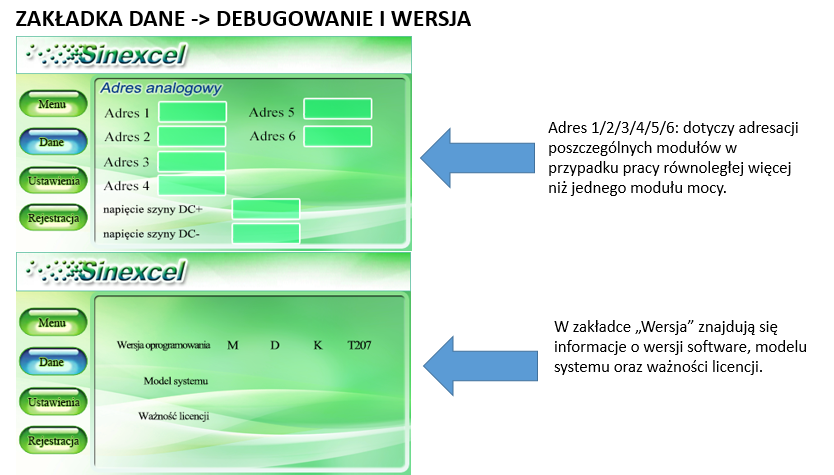 ZAKŁADKA DANE -> DEBUGOWANIE I WERSJA
Sinexcel
Menu
Dane
Ustawienia
Rejestracja
Adres analogowy
Adres 1
Adres 5
Adres 2
Adres 6
Adres 3
Adres 4
napięcie szyny DC+
napięcie szyny DC-
Adres 1/2/3/4/5/6: dotyczy adresacji
poszczególnych modułów w
przypadku pracy równoległej więcej
niż jednego modułu mocy.
Sinexcel
Menu
Dane
Ustawienia
Rejestracja
Wersja oprogramowania M D K T207
Model systemu
Ważność licencji
W zakładce „Wersja” znajdują się
informacje o wersji software, modelu
systemu oraz ważności licencji.